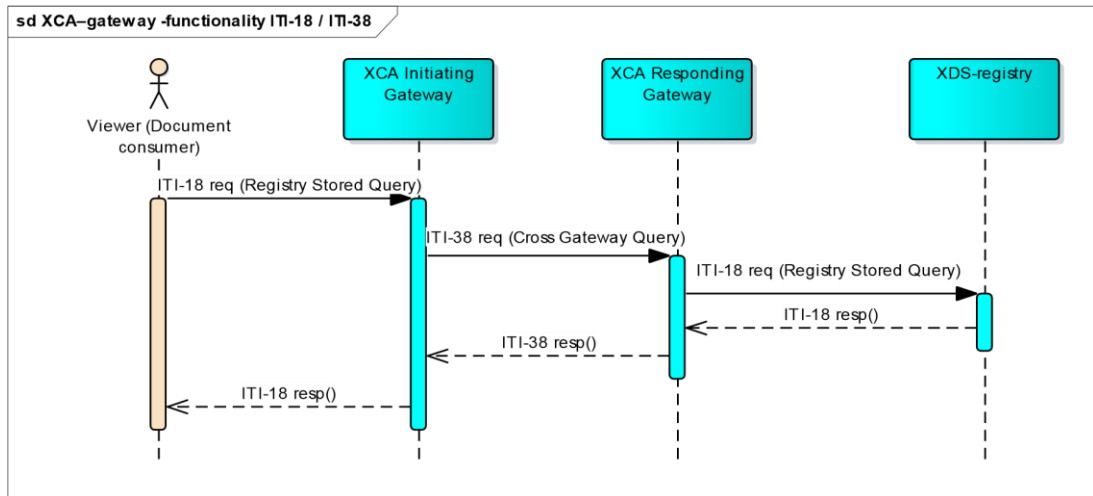 sd XCA–gateway -functionality ITI-18 / ITI-38
XCA Initiating
Gateway
XCA Responding
Gateway
XDS-registry
Viewer (Document
consumer)
ITI-18 req (Registry Stored Query)
ITI-38 req (Cross Gateway Query)
ITI-18 req (Registry Stored Query)
ITI-18 resp()
ITI-38 resp()
ITI-18 resp()